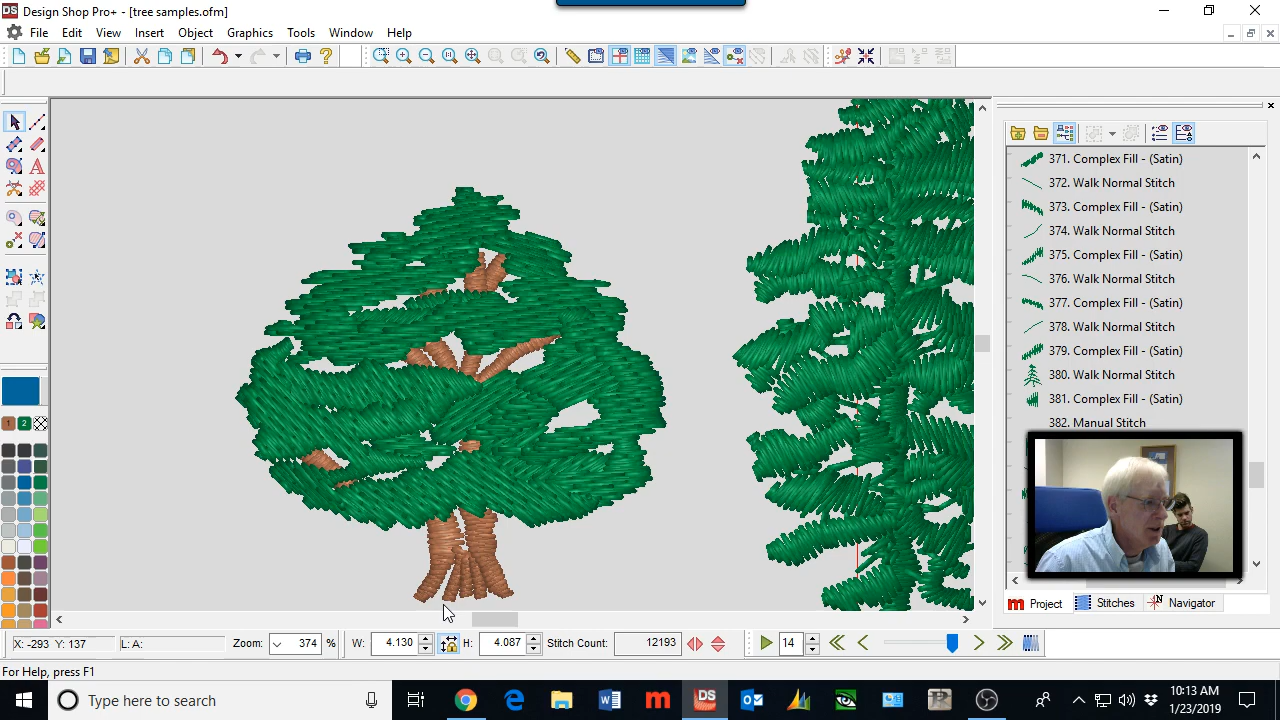 DS Design Shop Pro+ - [tree samples.ofm]
File Edit View Insert Object Graphics Tools Window Help
371. Complex Fill - (Satin)
372. Walk Normal Stitch
373. Complex Fill - (Satin)
374. Walk Normal Stitch
375. Complex Fill - (Satin)
376. Walk Normal Stitch
377. Complex Fill - (Satin)
378. Walk Normal Stitch
379. Complex Fill - (Satin)
380. Walk Normal Stitch
381. Complex Fill - (Satin)
382. Manual Stitch
1 2
Project Stitches Navigator
X: -293 Y: 137 L: A: Zoom: 374 % W: 4.130 H: 4.087 Stitch Count: 12193 14
For Help, press F1
Type here to search
DS
10:13 AM
1/23/2019